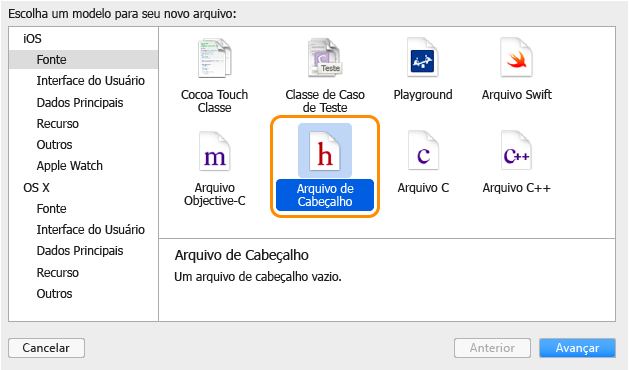 Escolha um modelo para seu novo arquivo:
iOS
Fonte
Interface do Usuário
Dados Principais
Recurso
Outros
Apple Watch
OS X
Fonte
Interface do Usuário
Dados Principais
Recurso
Outros
Cocoa Touch
Classe
Teste
Classe de Caso
de Teste
Playground
Arquivo Swift
m
Arquivo
Objective-C
h
Arquivo de
Cabeçalho
c
Arquivo C
C++
Arquivo C++
Arquivo de Cabeçalho
Um arquivo de cabeçalho vazio.
Cancelar
Anterior
Avançar